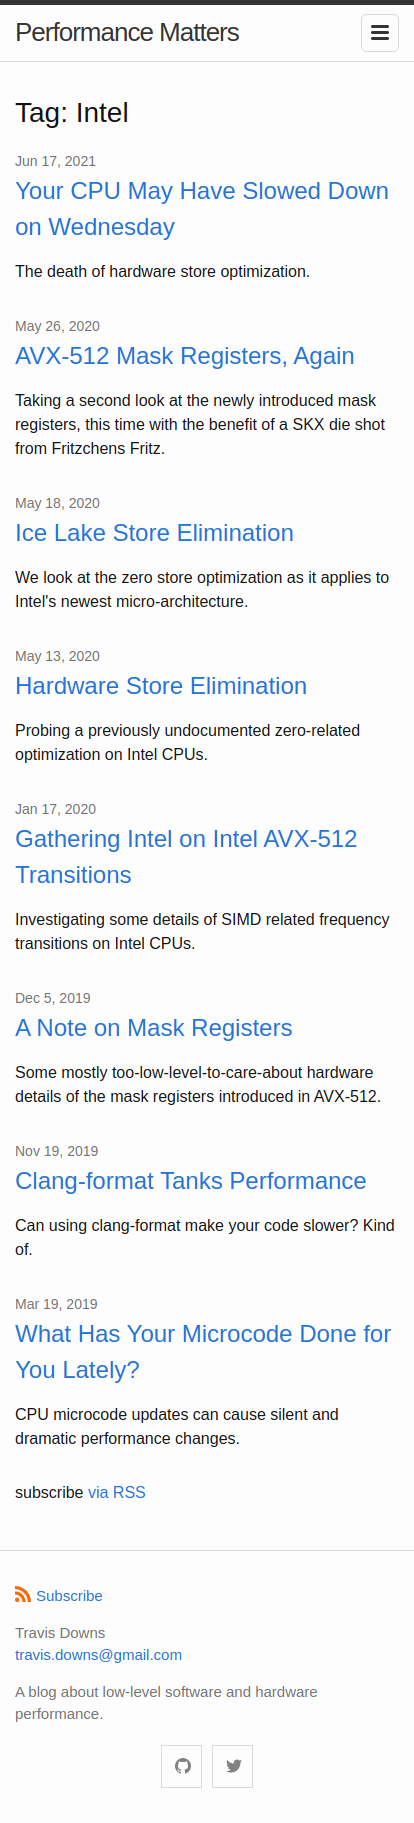 Performance Matters
Tag: Intel
Jun 17, 2021
Your CPU May Have Slowed Down
on Wednesday
The death of hardware store optimization.
May 26, 2020
AVX-512 Mask Registers, Again
Taking a second look at the newly introduced mask
registers, this time with the benefit of a SKX die shot
from Fritzchens Fritz.
May 18, 2020
Ice Lake Store Elimination
We look at the zero store optimization as it applies to
Intel's newest micro-architecture.
May 13, 2020
Hardware Store Elimination
Probing a previously undocumented zero-related
optimization on Intel CPUs.
Jan 17, 2020
Gathering Intel on Intel AVX-512
Transitions
Investigating some details of SIMD related frequency
transitions on Intel CPUs.
Dec 5, 2019
A Note on Mask Registers
Some mostly too-low-level-to-care-about hardware
details of the mask registers introduced in AVX-512.
Nov 19, 2019
Clang-format Tanks Performance
Can using clang-format make your code slower? Kind
of.
Mar 19, 2019
What Has Your Microcode Done for
You Lately?
CPU microcode updates can cause silent and
dramatic performance changes.
subscribe via RSS
Subscribe
Travis Downs
travis.downs@gmail.com
A blog about low-level software and hardware
performance.